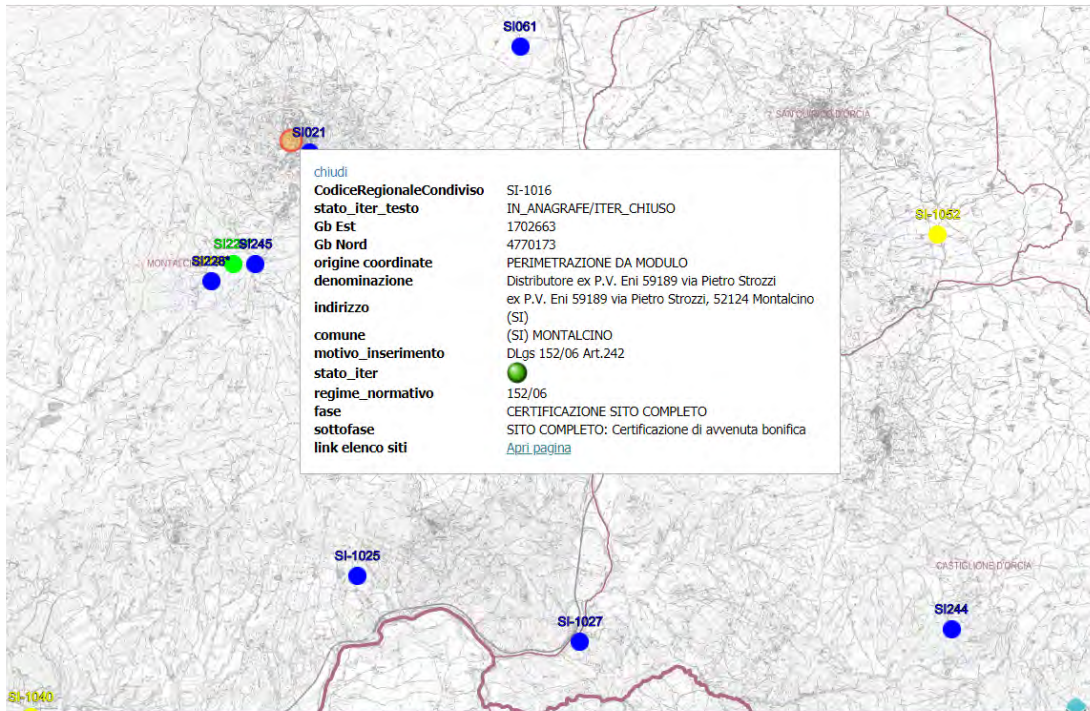 SI061
SAN QUIRICO D'ORCIA
SI021
chiudi
CodiceRegionaleCondiviso SI-1016
stato_iter_testo IN_ANAGRAFE/ITER_CHIUSO
Gb Est 1702663
Gb Nord 4770173
origine coordinate PERIMETRAZIONE DA MODULO
denominazione Distributore ex P.V. Eni 59189 via Pietro Strozzi
indirizzo ex P.V. Eni 59189 via Pietro Strozzi, 52124 Montalcino
(SI)
comune (SI) MONTALCINO
motivo_inserimento DLgs 152/06 Art.242
stato_iter
regime_normativo 152/06
fase CERTIFICAZIONE SITO COMPLETO
sottofase SITO COMPLETO: Certificazione di avvenuta bonifica
link elenco siti Apri pagina
SI-1052
SI245
SI228*
SI-1025
CASTIGLIONE D'ORCIA
SI244
SI-1027
SI-1040